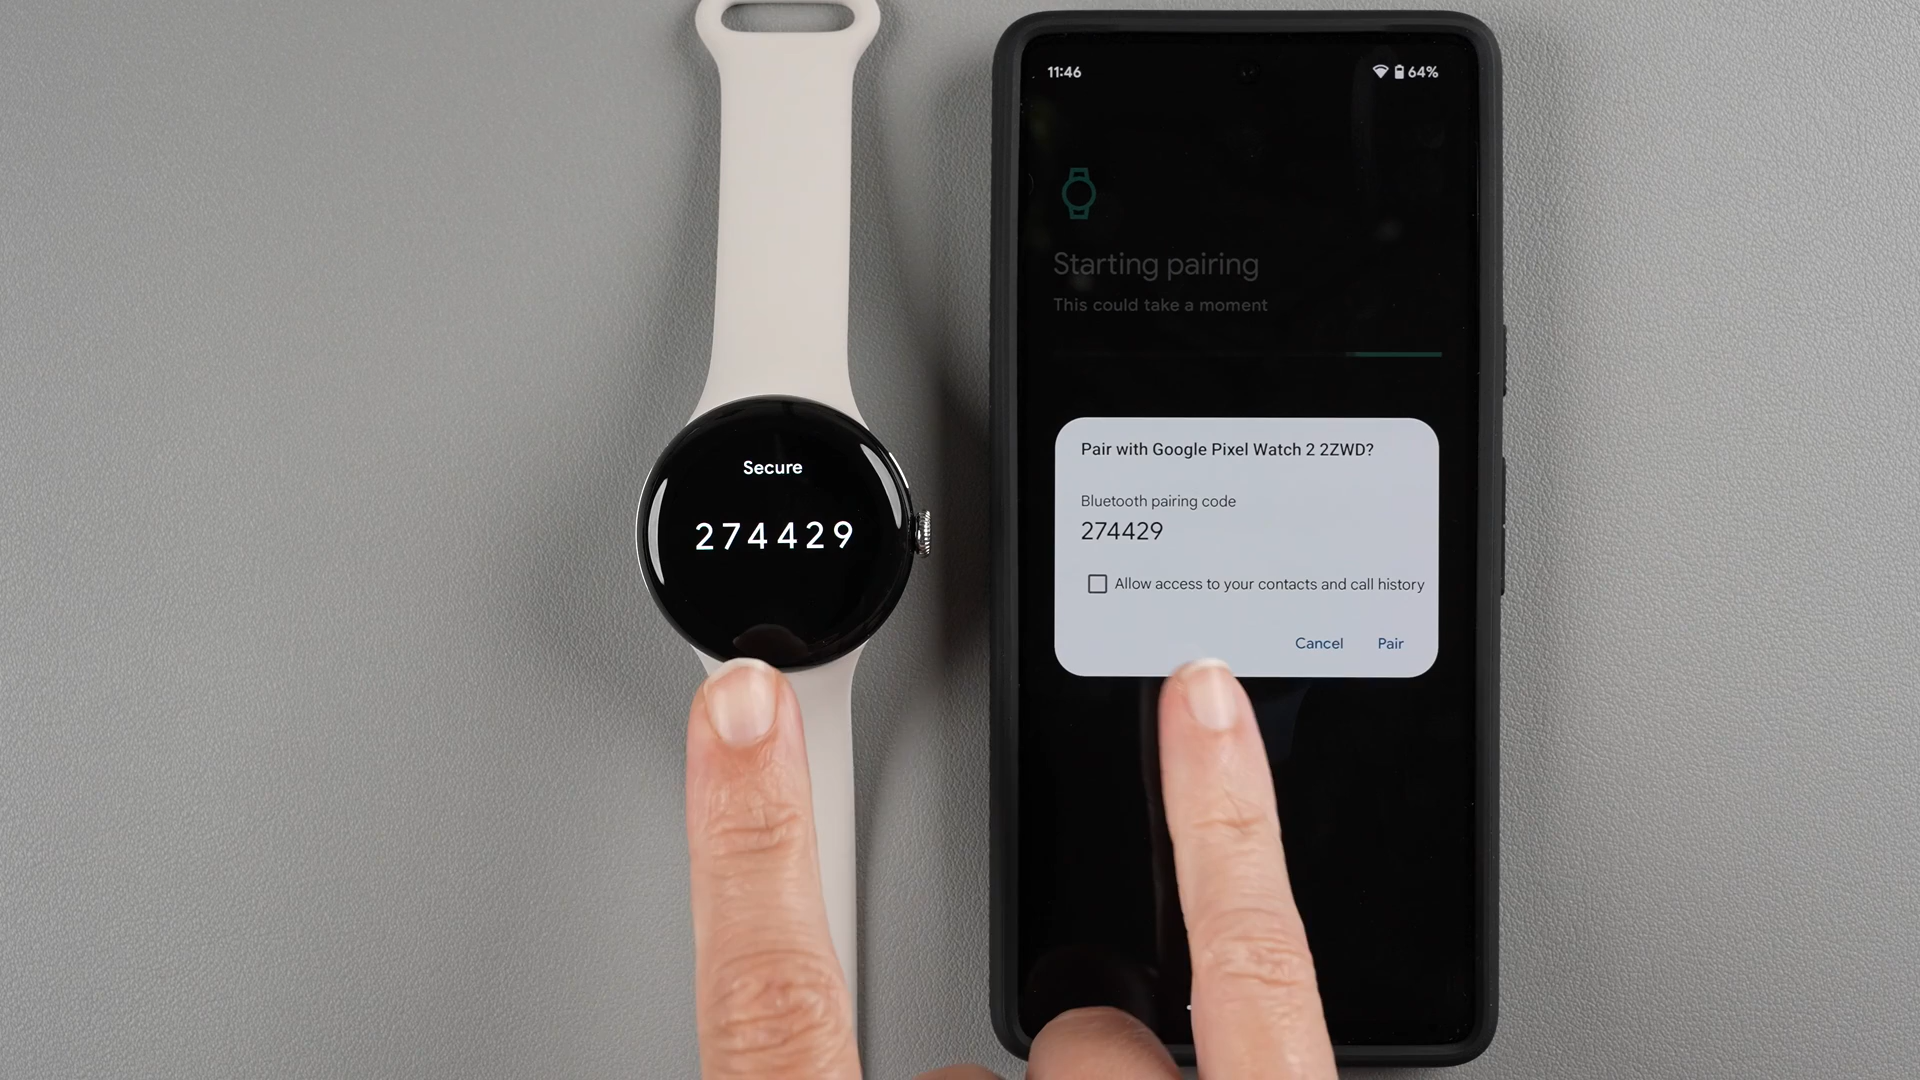 Secure
274429
11:46
64%
Starting pairing
This could take a moment
Pair with Google Pixel Watch 2 2ZWD?
Bluetooth pairing code
274429
Allow access to your contacts and call history
Cancel Pair